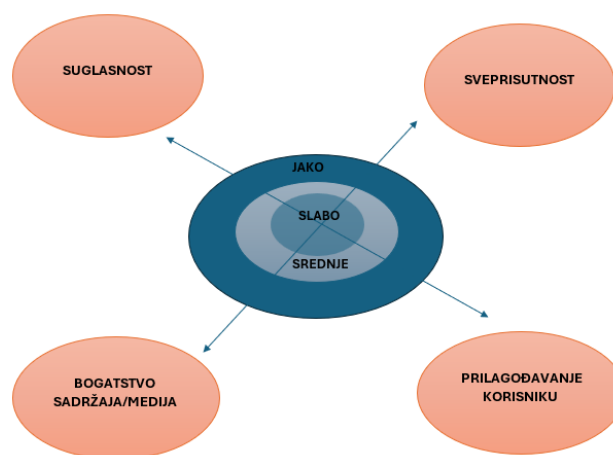 SUGLASNOST
SVEPRISUTNOST
JAKO
SLABO
SREDNJE
BOGATSTVO
SADRŽAJA/MEDIJA
PRILAGOĐAVANJE
KORISNIKU